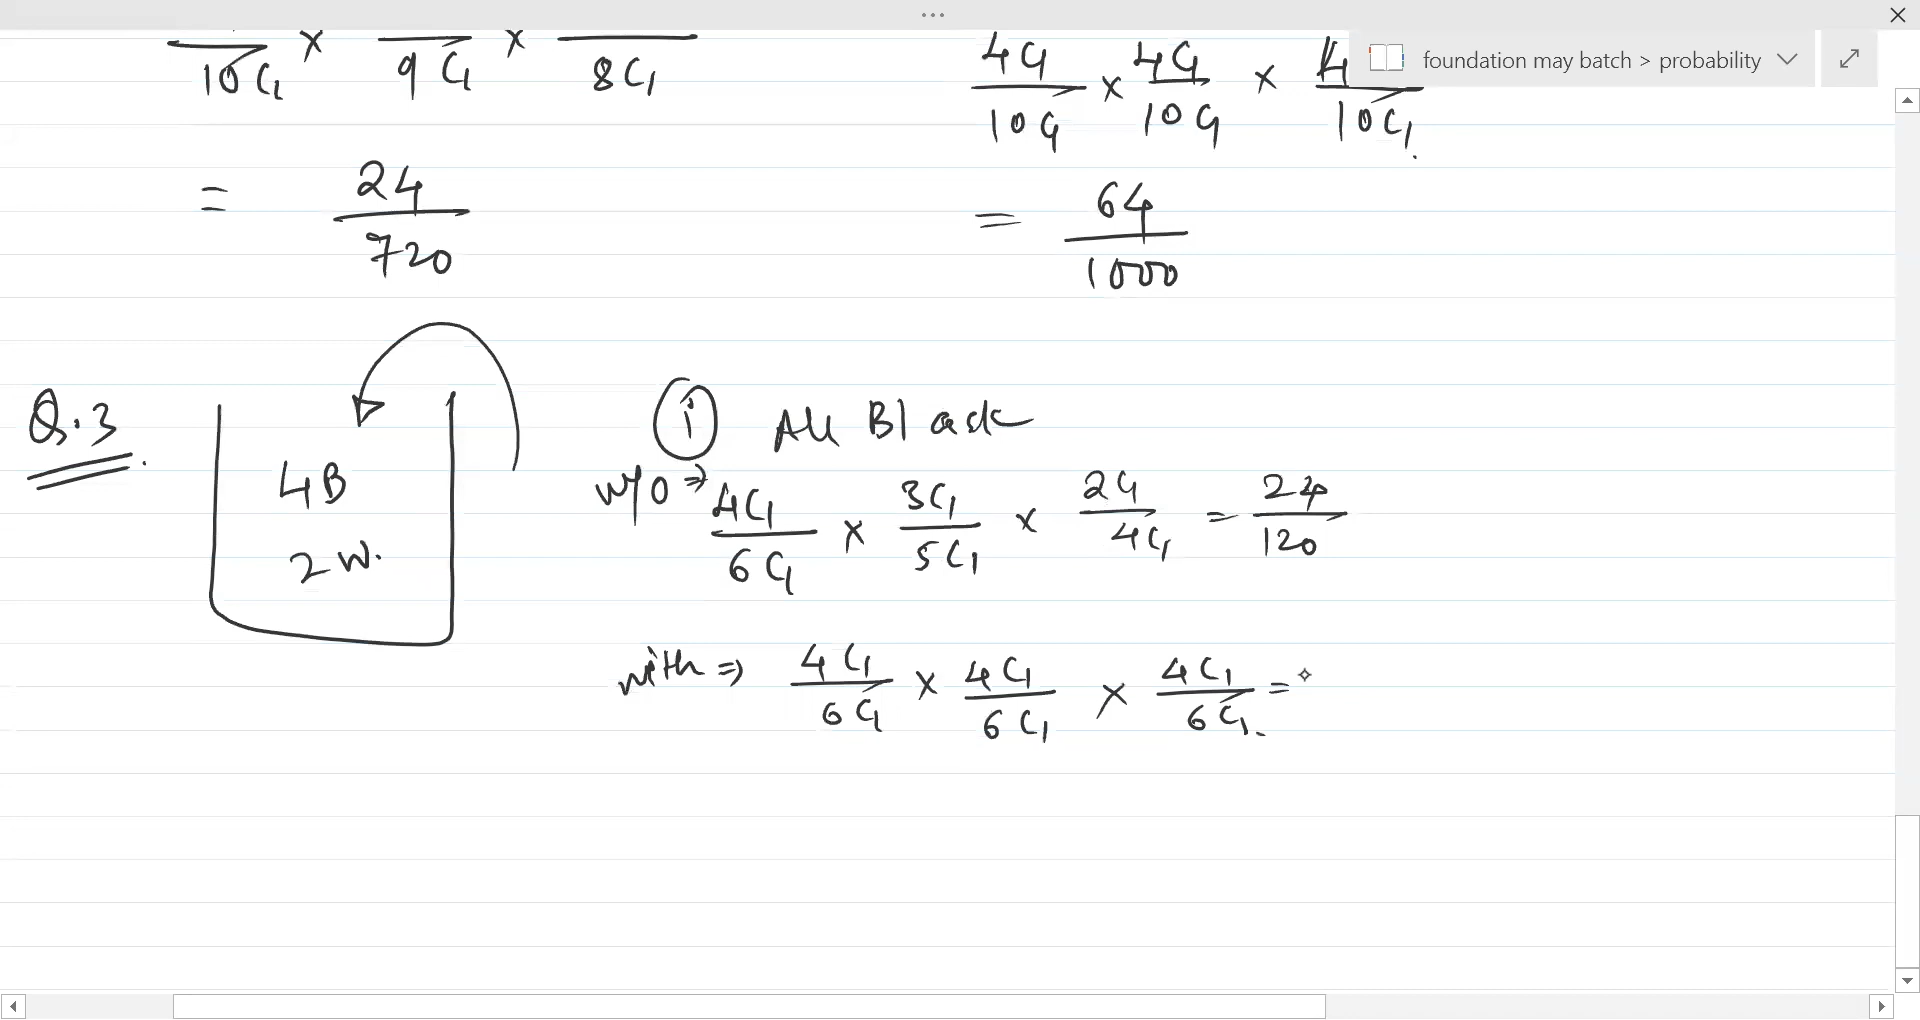 foundation may batch > probability
10C₁ × 9C₁ × 8C₁
4C₁/10C₁ × 4C₁/10C₁ × 4/10C₁
= 24/720
= 64/1000
Q.3
4B
2 W.
(i) All Black
w/o ⇒ 4C₁/6C₁ × 3C₁/5C₁ × 2C₁/4C₁ = 24/120
with ⇒ 4C₁/6C₁ × 4C₁/6C₁ × 4C₁/6C₁ =